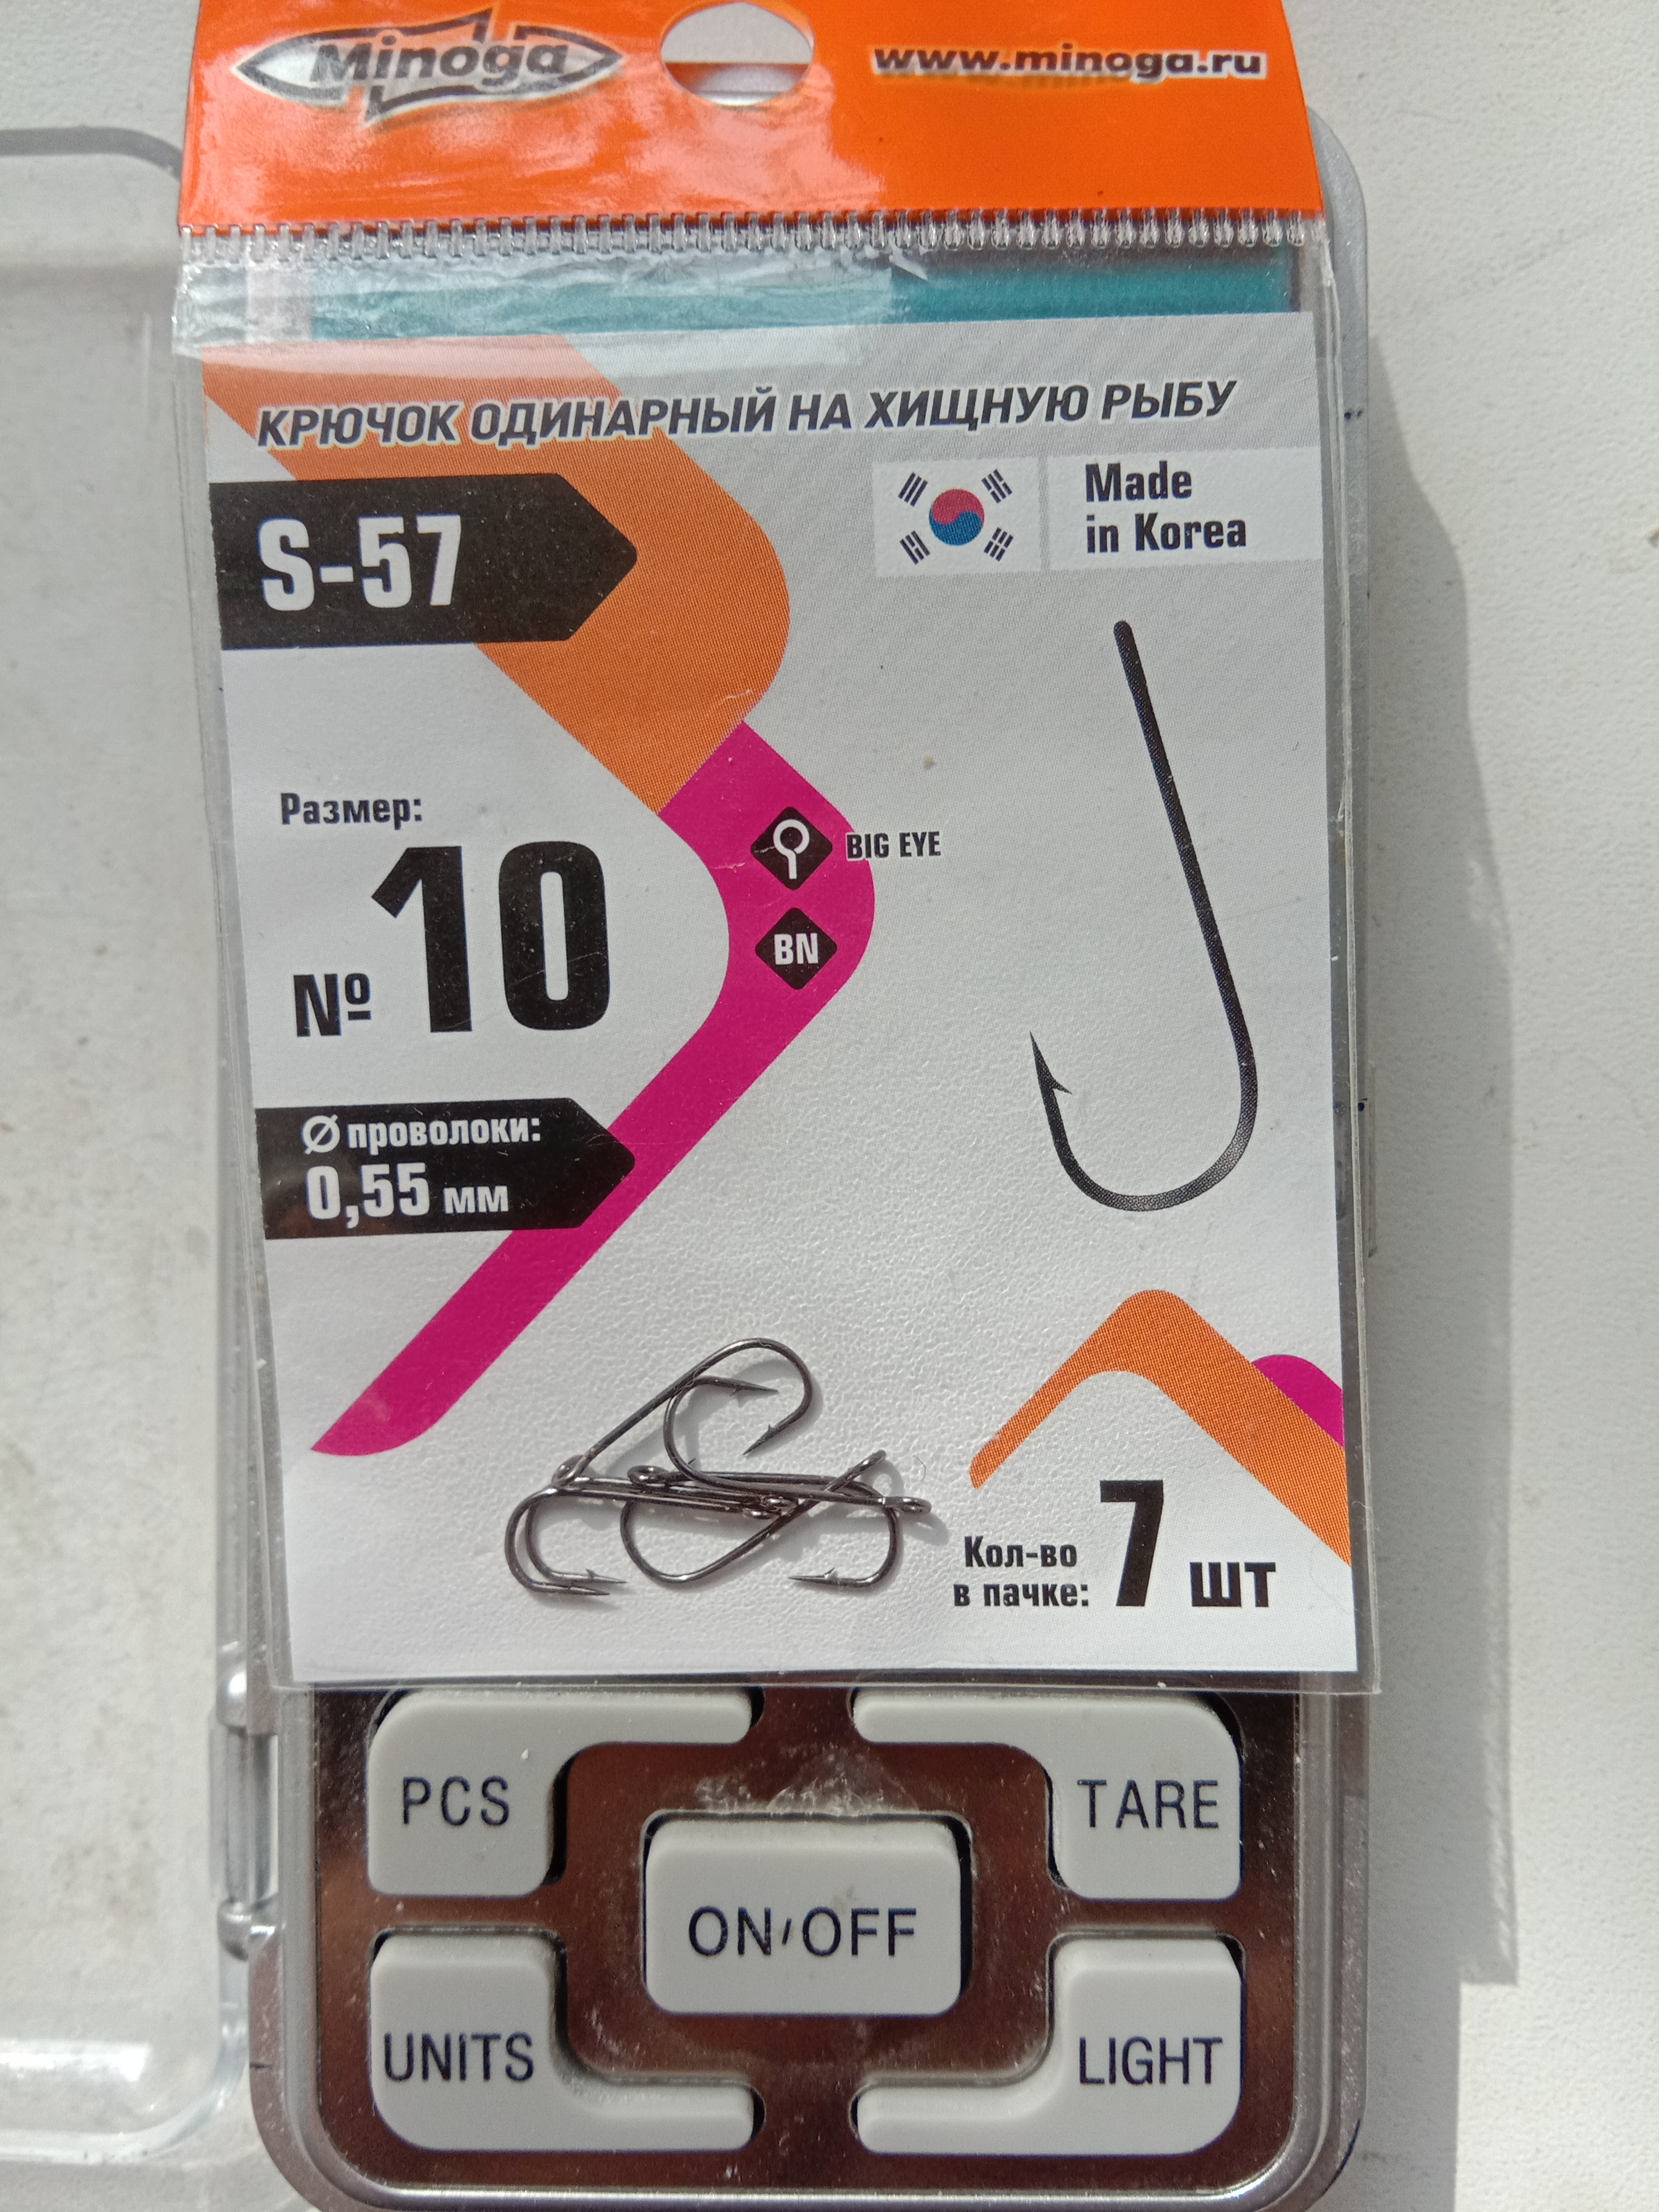 Minoga
www.minoga.ru
КРЮЧОК ОДИНАРНЫЙ НА ХИЩНУЮ РЫБУ
S-57
Made
in Korea
Размер:
№ 10
BIG EYE
BN
Ø проволоки:
0,55 мм
Кол-во
в пачке: 7 шт
PCS
TARE
ON/OFF
UNITS
LIGHT